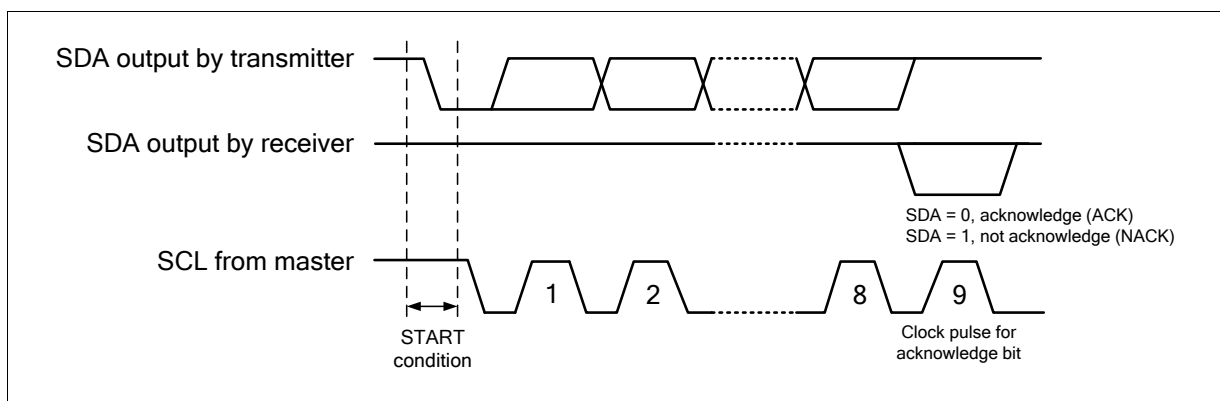 SDA output by transmitter
SDA output by receiver
SDA = 0, acknowledge (ACK)
SDA = 1, not acknowledge (NACK)
SCL from master
1
2
8
9
START
condition
Clock pulse for
acknowledge bit